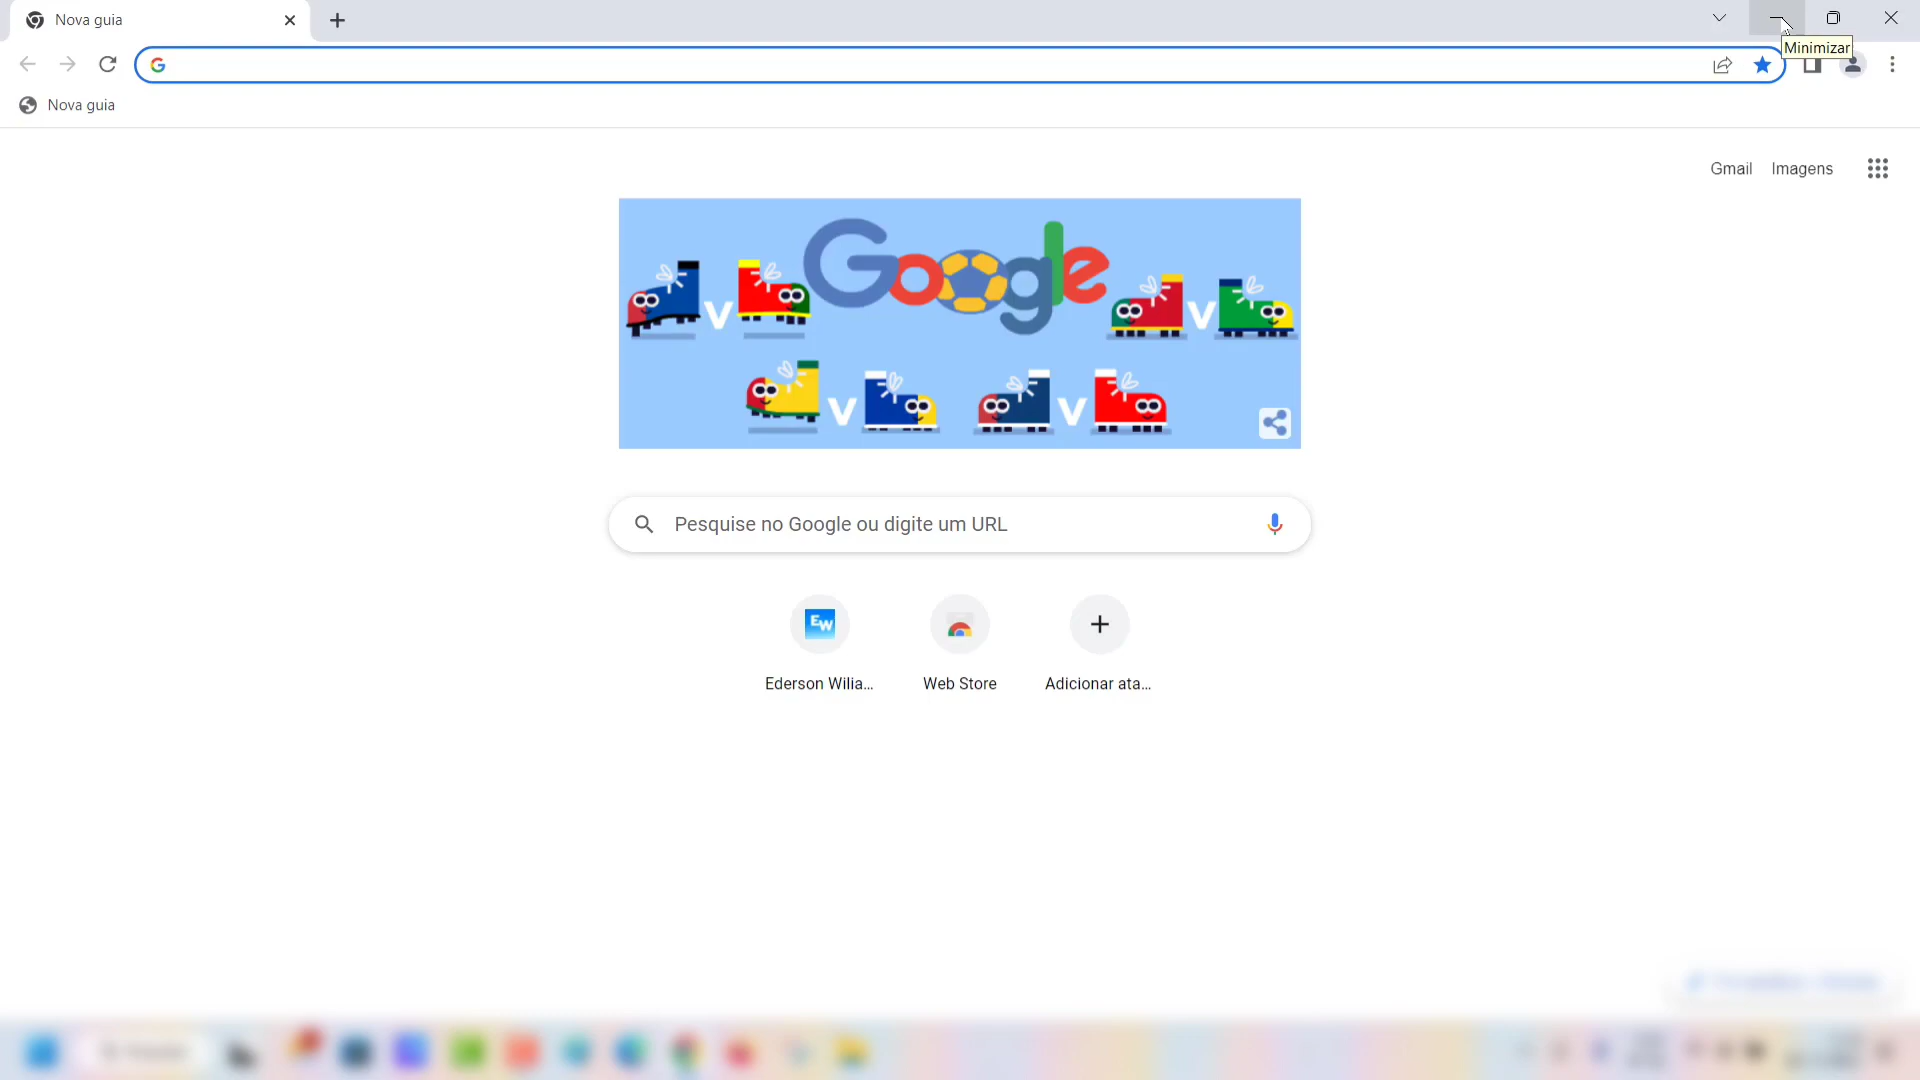 Nova guia
Minimizar
Nova guia
Gmail Imagens
Google
V V
V V
Pesquise no Google ou digite um URL
EW
Ederson Wilia... Web Store Adicionar ata...